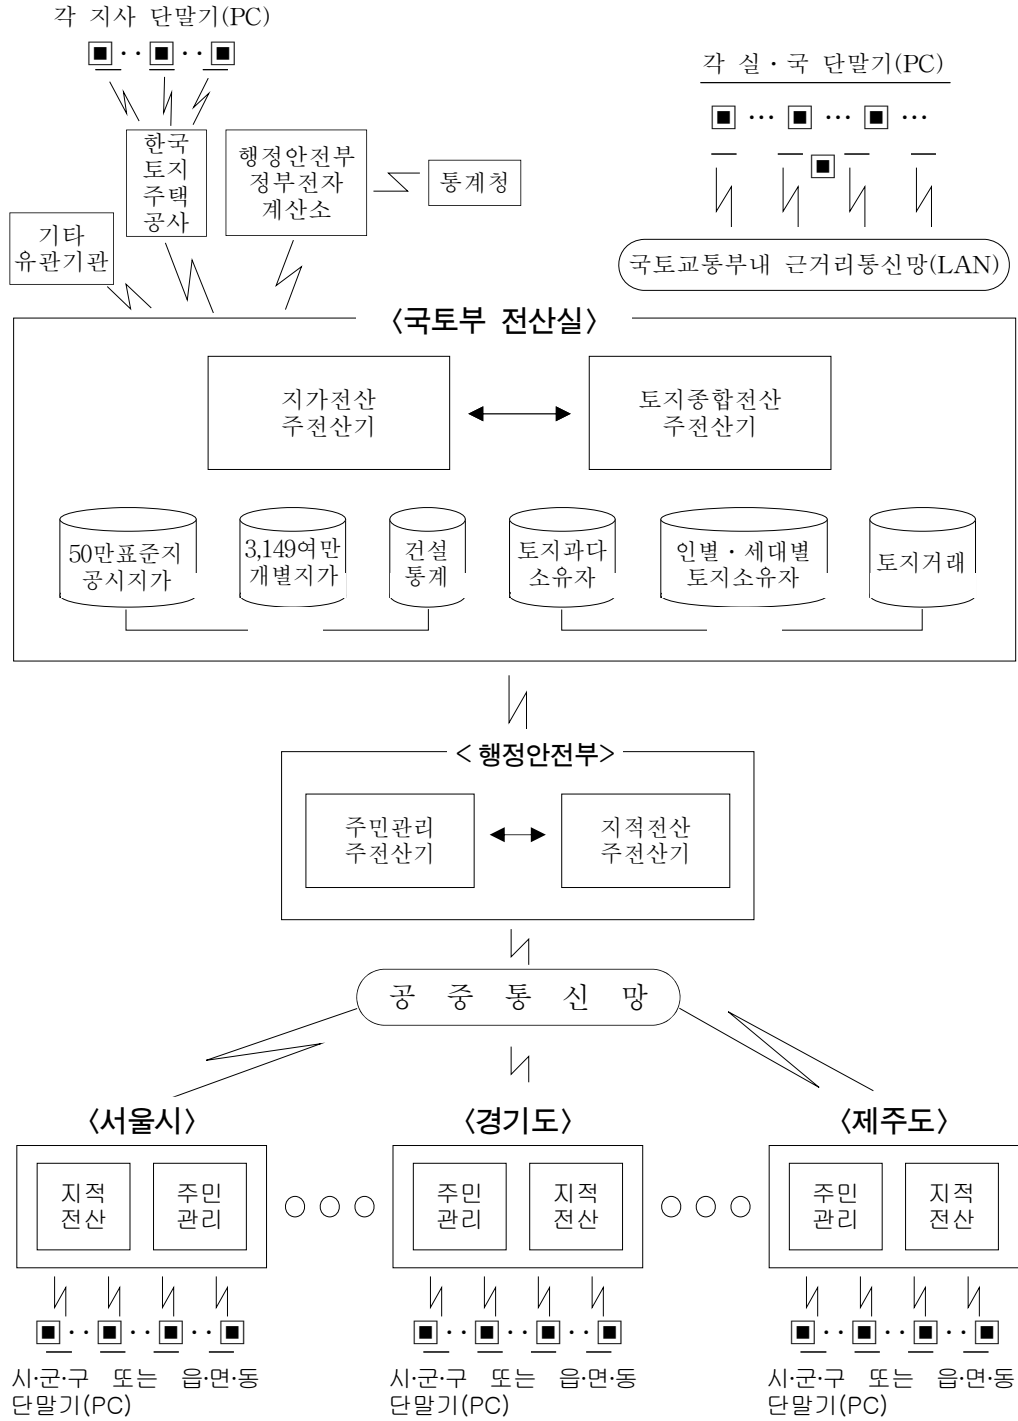 각 지사 단말기(PC)
각 실·국 단말기(PC)
한국
토지
주택
공사
행정안전부
정부전자
계산소
통계청
기타
유관기관
국토교통부내 근거리통신망(LAN)
〈국토부 전산실〉
지가전산
주전산기
토지종합전산
주전산기
50만표준지
공시지가
3,149여만
개별지가
건설
통계
토지과다
소유자
인별·세대별
토지소유자
토지거래
<행정안전부>
주민관리
주전산기
지적전산
주전산기
공 중 통 신 망
〈서울시〉
〈경기도〉
〈제주도〉
지적
전산
주민
관리
주민
관리
지적
전산
주민
관리
지적
전산
시·군·구 또는 읍·면·동
단말기(PC)
시·군·구 또는 읍·면·동
단말기(PC)
시·군·구 또는 읍·면·동
단말기(PC)